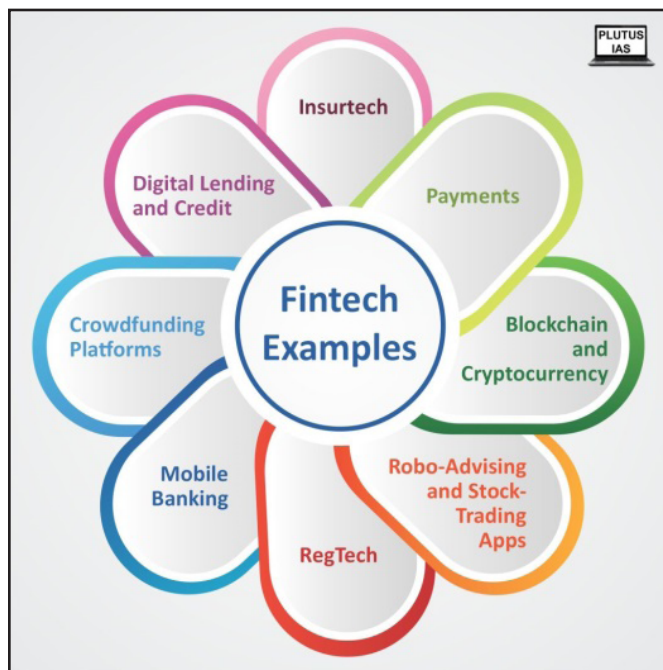 PLUTUS
IAS
Insurtech
Payments
Blockchain
and
Cryptocurrency
Robo-Advising
and Stock-
Trading
Apps
RegTech
Mobile
Banking
Crowdfunding
Platforms
Digital Lending
and Credit
Fintech
Examples